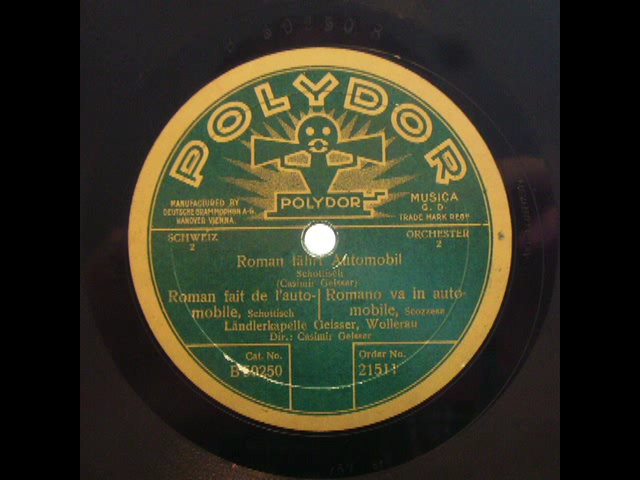 POLYDOR
POLYDOR
MANUFACTURED BY
DEUTSCHE GRAMMOPHON A-G.
HANOVER VIENNA.
MUSICA
G. D.
TRADE MARK REGD
SCHWEIZ
2
ORCHESTER
2
Roman fährt Automobil
Schottisch
(Casimir Geisser)
Roman fait de l'auto-
mobile, Schottisch
Romano va in auto-
mobile, Scozzese
Ländlerkapelle Geisser, Wollerau
Dir.: Casimir Geisser
Cat. No.
B 50250
Order No.
21511